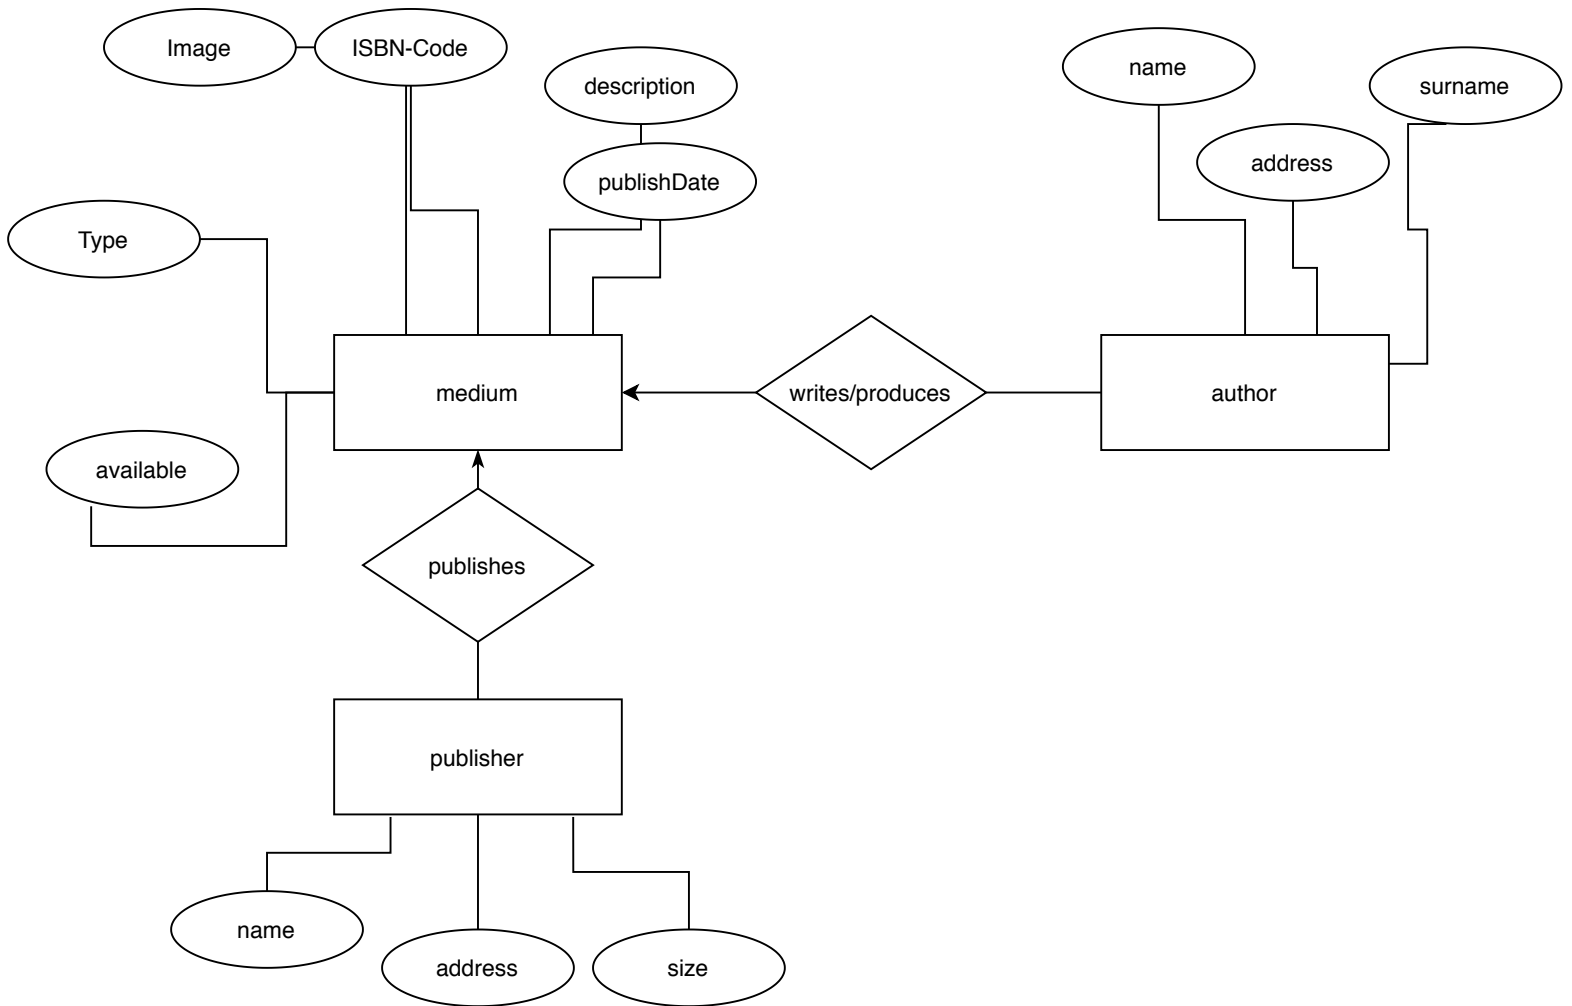 Image
ISBN-Code
description
name
surname
address
publishDate
Type
medium
writes/produces
author
available
publishes
publisher
name
address
size